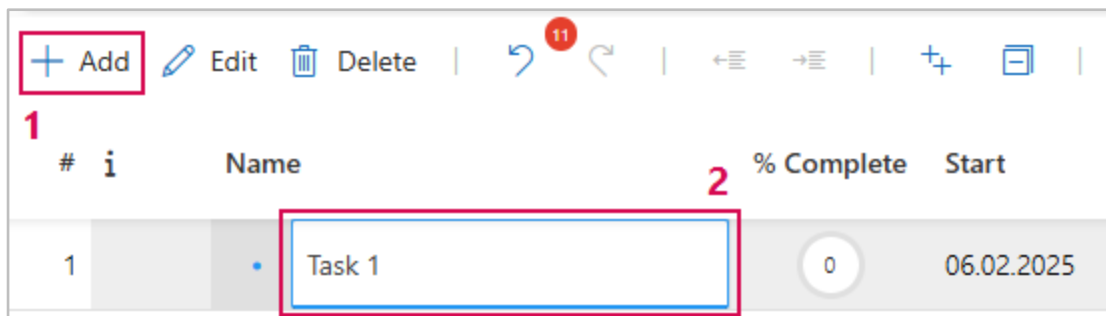 Add Edit Delete 11
1
# i Name 2 % Complete Start
1 Task 1 0 06.02.2025